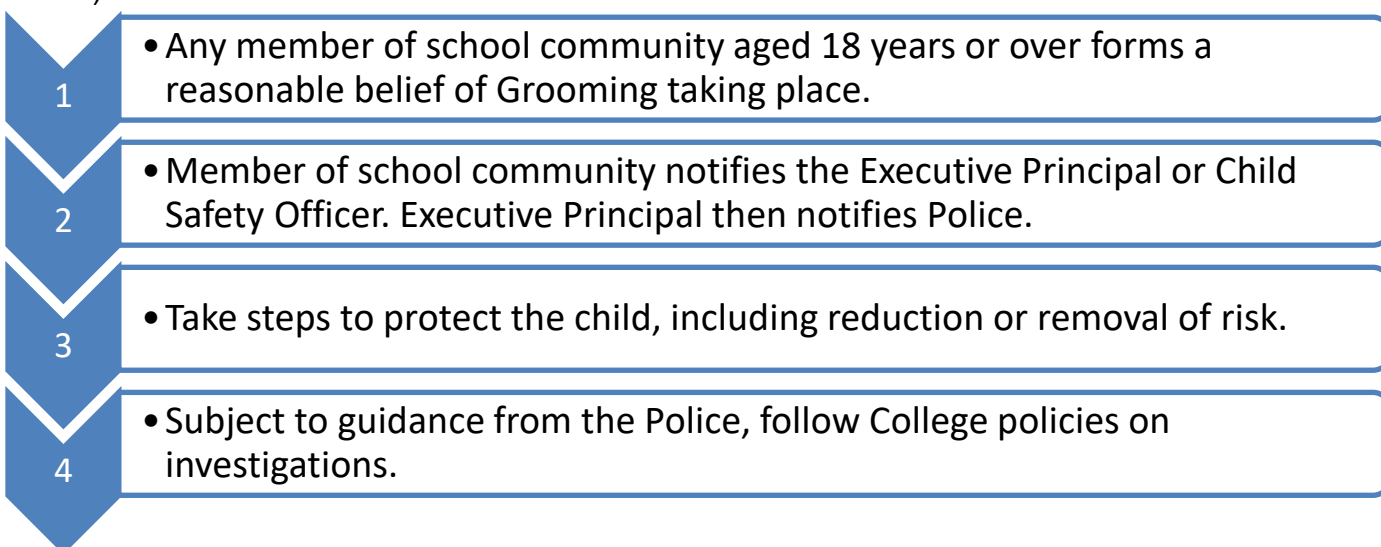 • Any member of school community aged 18 years or over forms a
reasonable belief of Grooming taking place.
1
• Member of school community notifies the Executive Principal or Child
Safety Officer. Executive Principal then notifies Police.
2
• Take steps to protect the child, including reduction or removal of risk.
3
• Subject to guidance from the Police, follow College policies on
investigations.
4